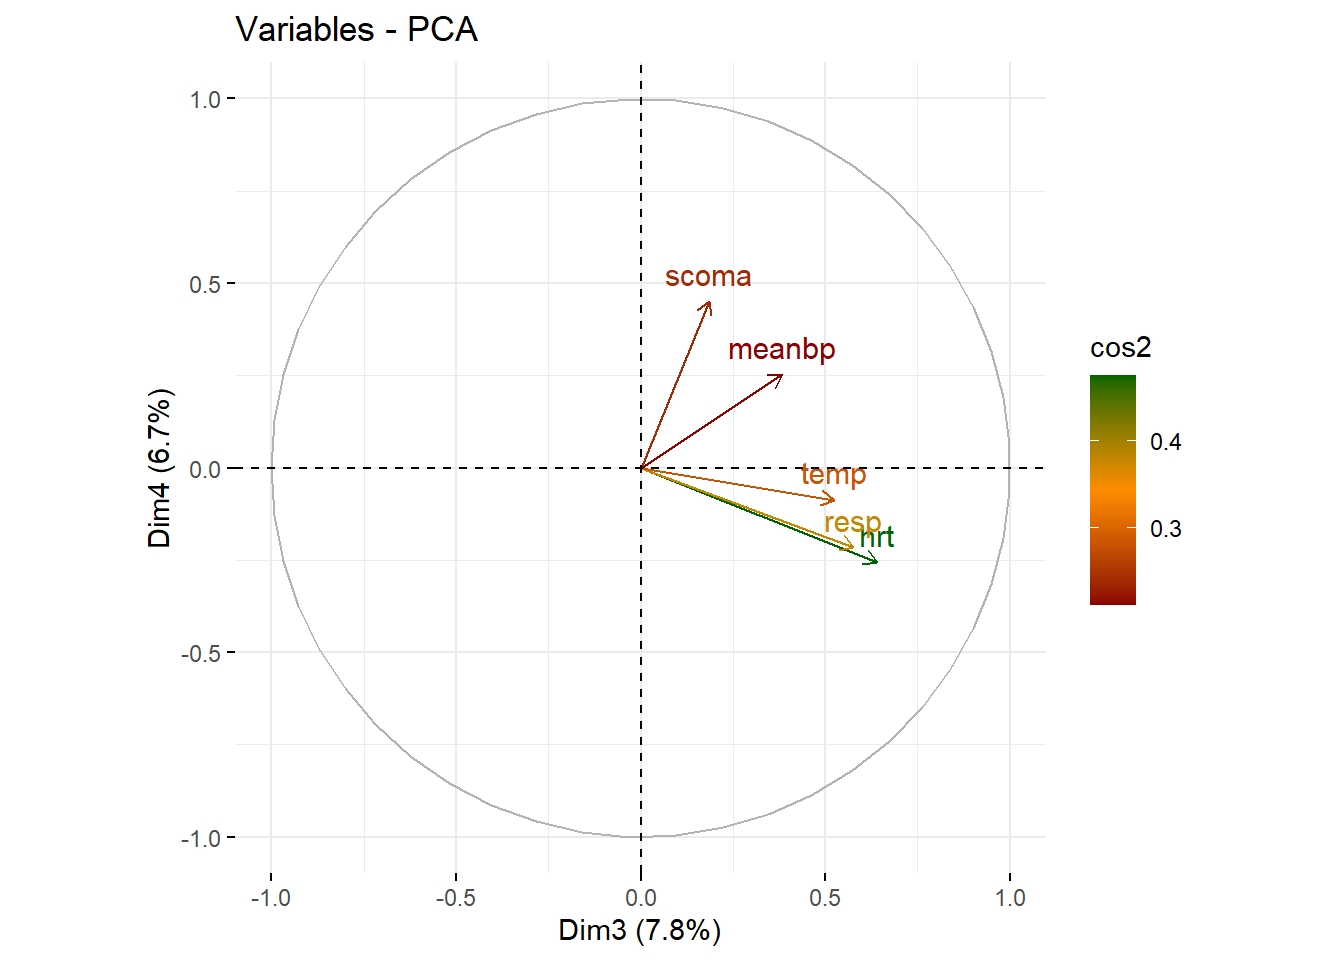 Variables - PCA
1.0
0.5
0.0
-0.5
-1.0
Dim4 (6.7%)
scoma
meanbp
temp
resp
hrt
-1.0
-0.5
0.0
0.5
1.0
Dim3 (7.8%)
cos2
0.4
0.3